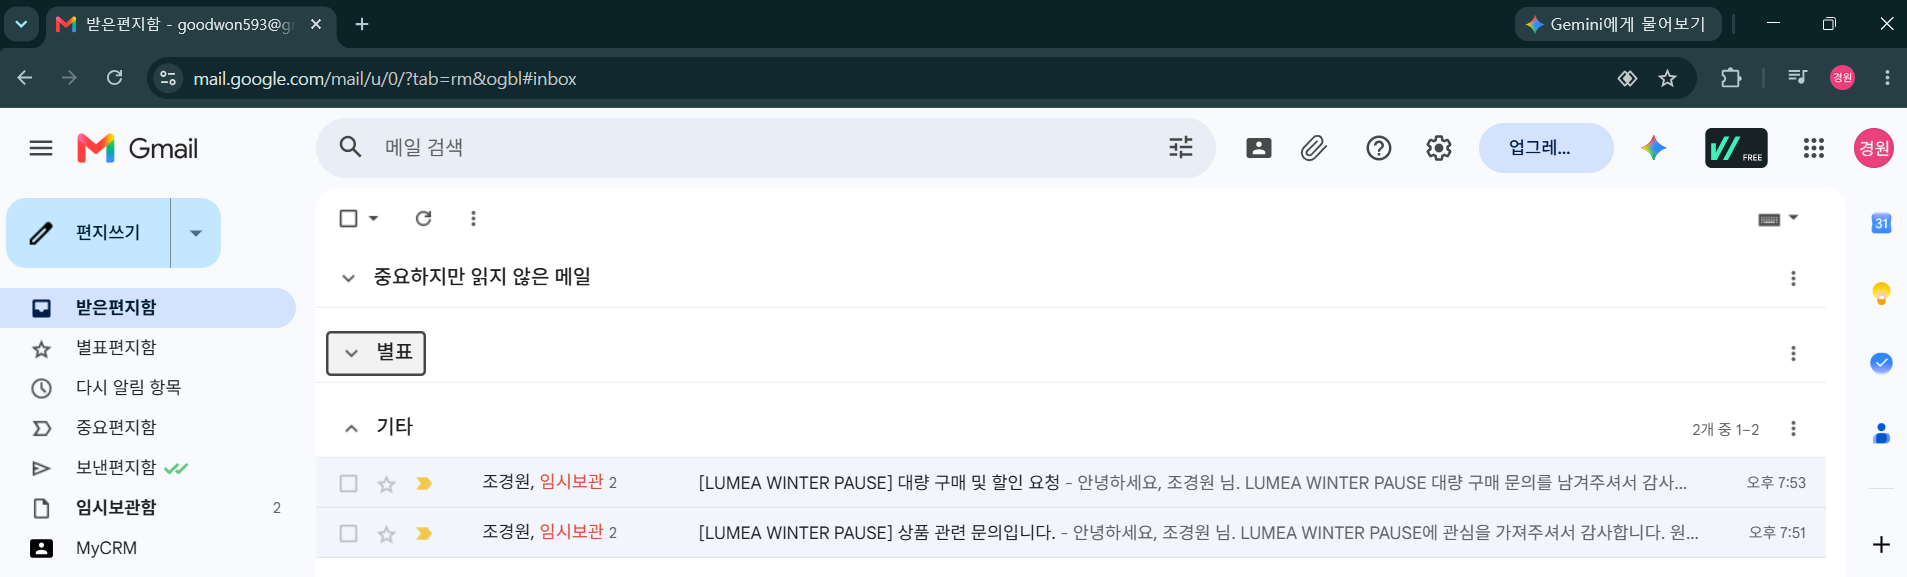 받은편지함 - goodwon593@g
Gemini에게 물어보기
mail.google.com/mail/u/0/?tab=rm&ogbl#inbox
경원
Gmail
메일 검색
업그레...
FREE
경원
편지쓰기
받은편지함
별표편지함
다시 알림 항목
중요편지함
보낸편지함
임시보관함 2
MyCRM
중요하지만 읽지 않은 메일
별표
기타 2개 중 1–2
조경원, 임시보관 2 [LUMEA WINTER PAUSE] 대량 구매 및 할인 요청 - 안녕하세요, 조경원 님. LUMEA WINTER PAUSE 대량 구매 문의를 남겨주셔서 감사... 오후 7:53
조경원, 임시보관 2 [LUMEA WINTER PAUSE] 상품 관련 문의입니다. - 안녕하세요, 조경원 님. LUMEA WINTER PAUSE에 관심을 가져주셔서 감사합니다. 원... 오후 7:51
31